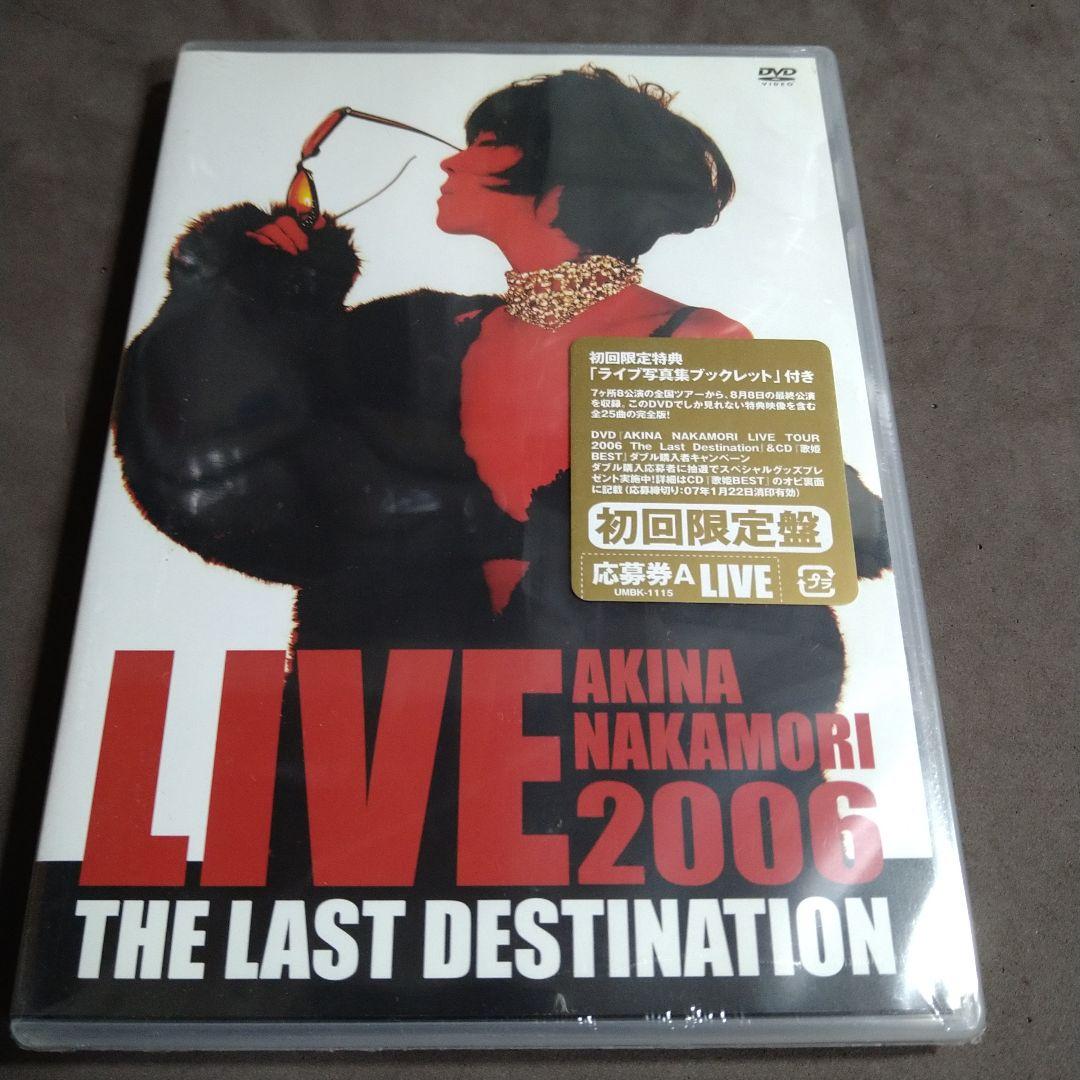 DVD
VIDEO
初回限定特典
「ライブ写真集ブックレット」付き
7ヶ所8公演の全国ツアーから、8月8日の最終公演
を収録。このDVDでしか見れない特典映像を含む
全25曲の完全版!
DVD『AKINA NAKAMORI LIVE TOUR
2006 The Last Destination』&CD『歌姫
BEST』ダブル購入者キャンペーン
ダブル購入応募者に抽選でスペシャルグッズプレ
ゼント実施中!詳細はCD『歌姫BEST』のオビ裏面
に記載(応募締切り:07年1月22日消印有効)
初回限定盤
応募券A LIVE
UMBK-1115
プラ
LIVE
AKINA
NAKAMORI
2006
THE LAST DESTINATION